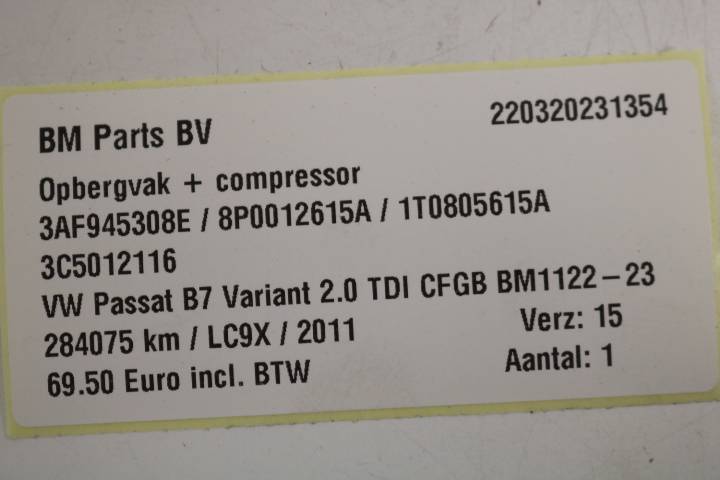 BM Parts BV 220320231354
Opbergvak + compressor
3AF945308E / 8P0012615A / 1T0805615A
3C5012116
VW Passat B7 Variant 2.0 TDI CFGB BM1122-23
284075 km / LC9X / 2011 Verz: 15
69.50 Euro incl. BTW Aantal: 1